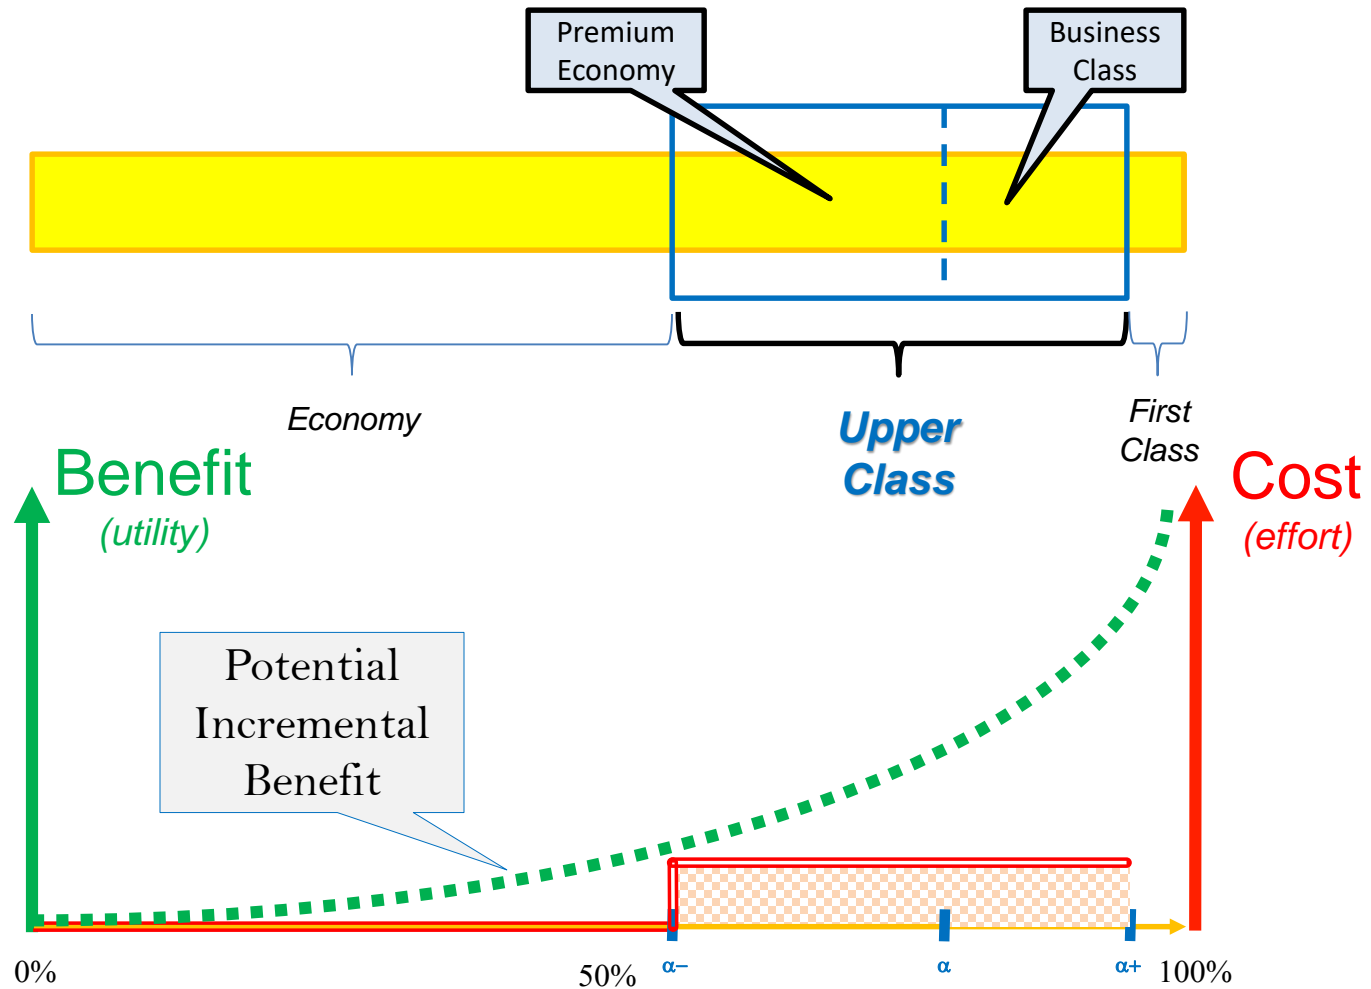 Premium
Economy
Business
Class
Economy
Upper
Class
First
Class
Benefit
(utility)
Cost
(effort)
Potential
Incremental
Benefit
0%
50%
α−
α
α+
100%